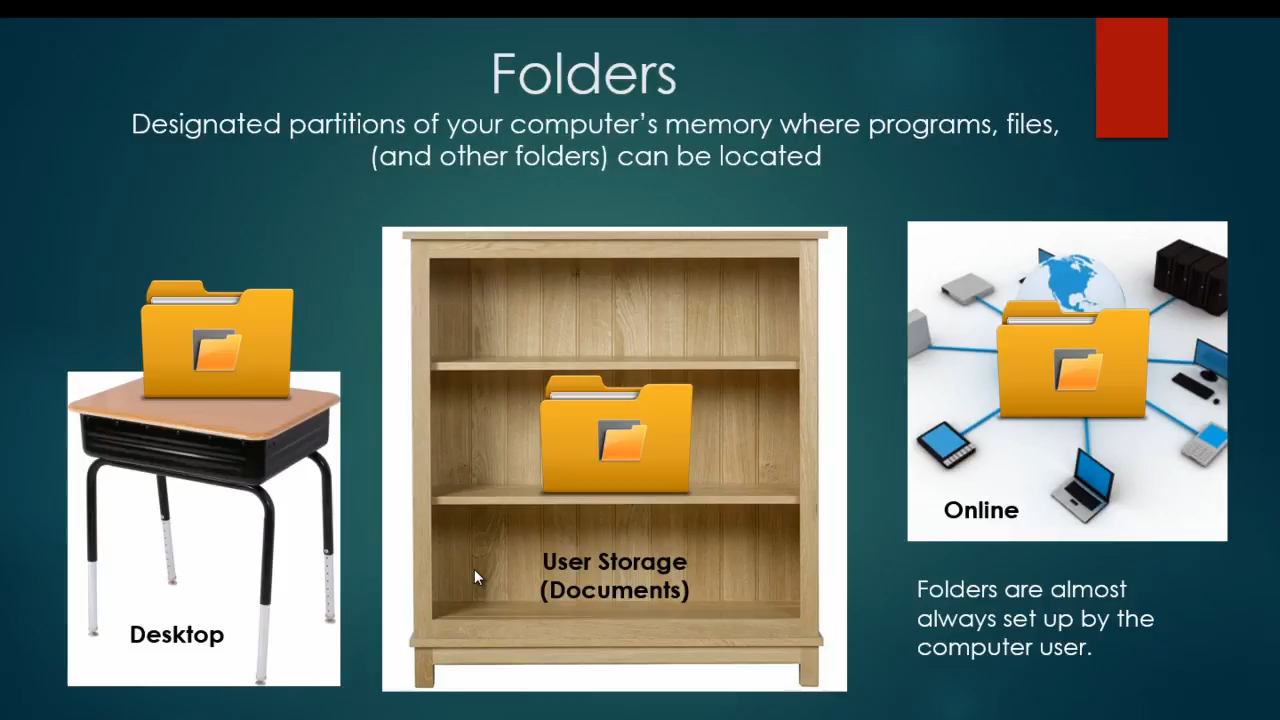 Folders
Designated partitions of your computer's memory where programs, files,
(and other folders) can be located
Desktop
User Storage
(Documents)
Online
Folders are almost
always set up by the
computer user.